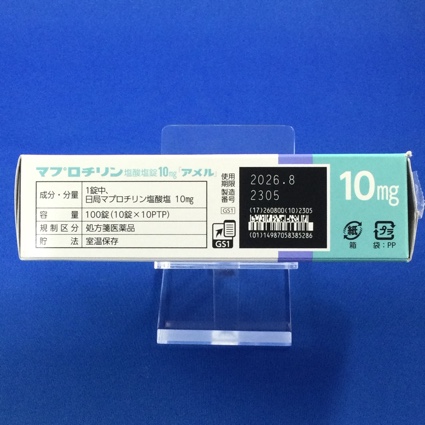 マプロチリン塩酸塩錠10mg「アメル」
成分・分量 1錠中、
日局マプロチリン塩酸塩 10mg
容量 100錠(10錠×10PTP)
規制区分 処方箋医薬品
貯法 室温保存
使用
期限
製造
番号
GS1
GS1
2026.8
2305
(17)260800(10)2305
(01)14987058385286
10mg
紙
箱
プラ
袋:PP